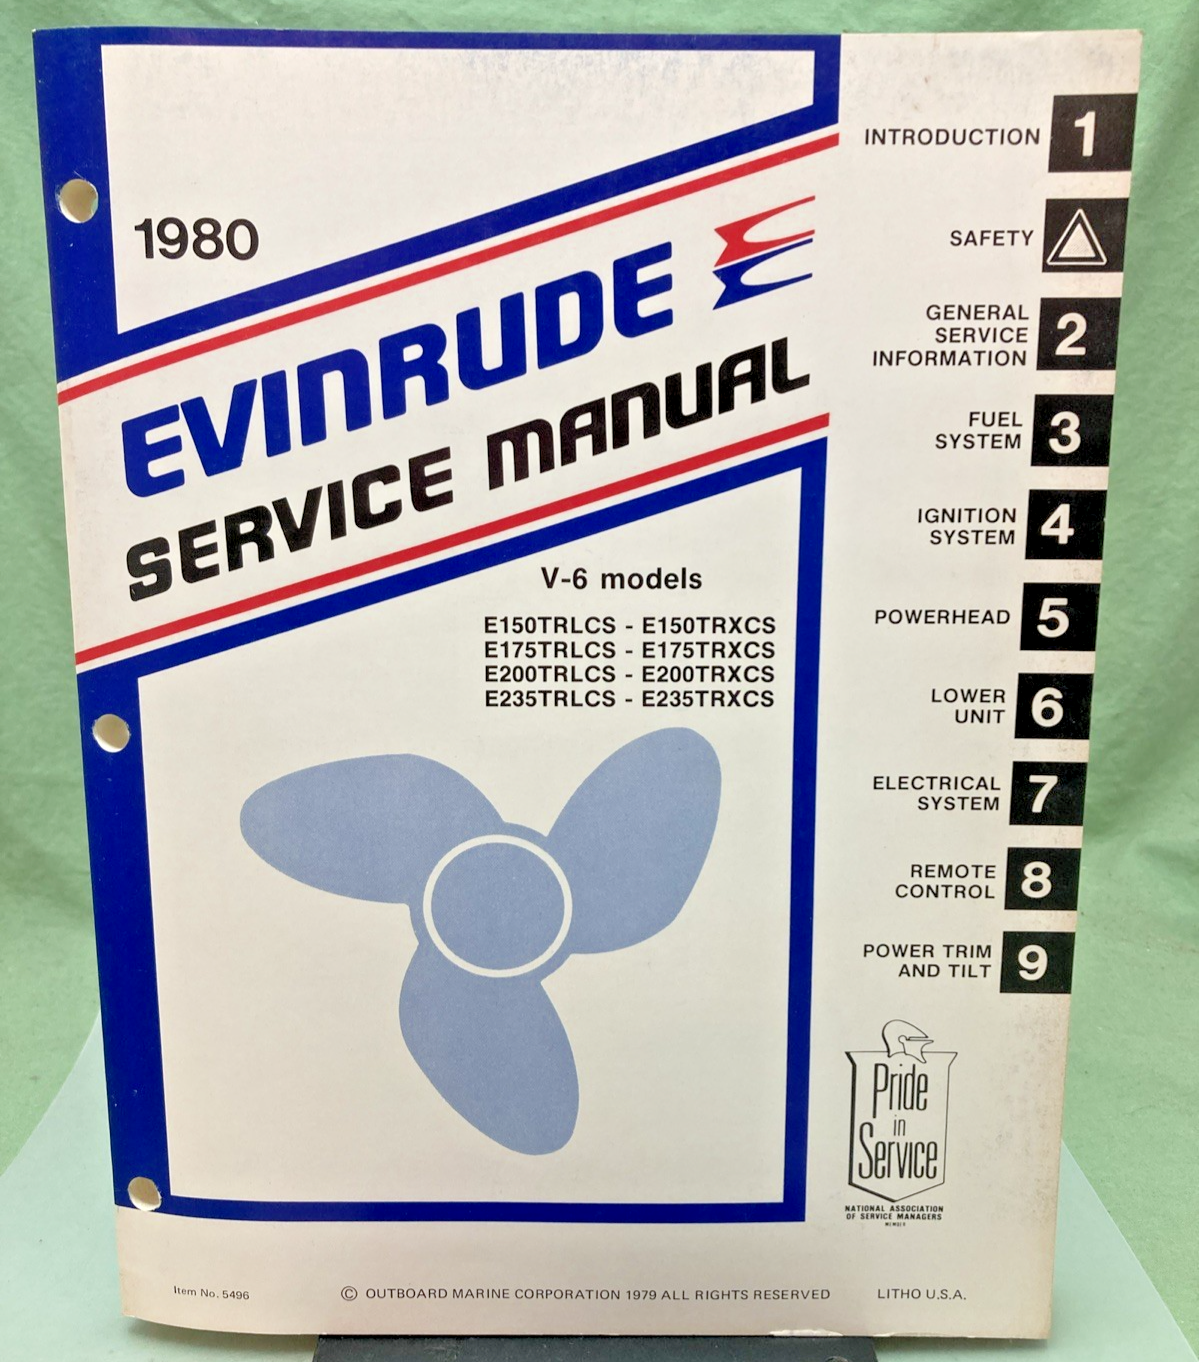 1980
EVINRUDE
SERVICE MANUAL
V-6 models
E150TRLCS - E150TRXCS
E175TRLCS - E175TRXCS
E200TRLCS - E200TRXCS
E235TRLCS - E235TRXCS
INTRODUCTION 1
SAFETY
GENERAL
SERVICE
INFORMATION 2
FUEL
SYSTEM 3
IGNITION
SYSTEM 4
POWERHEAD 5
LOWER
UNIT 6
ELECTRICAL
SYSTEM 7
REMOTE
CONTROL 8
POWER TRIM
AND TILT 9
Pride
in
Service
NATIONAL ASSOCIATION
OF SERVICE MANAGERS
MEMBER
Item No. 5496
© OUTBOARD MARINE CORPORATION 1979 ALL RIGHTS RESERVED
LITHO U.S.A.